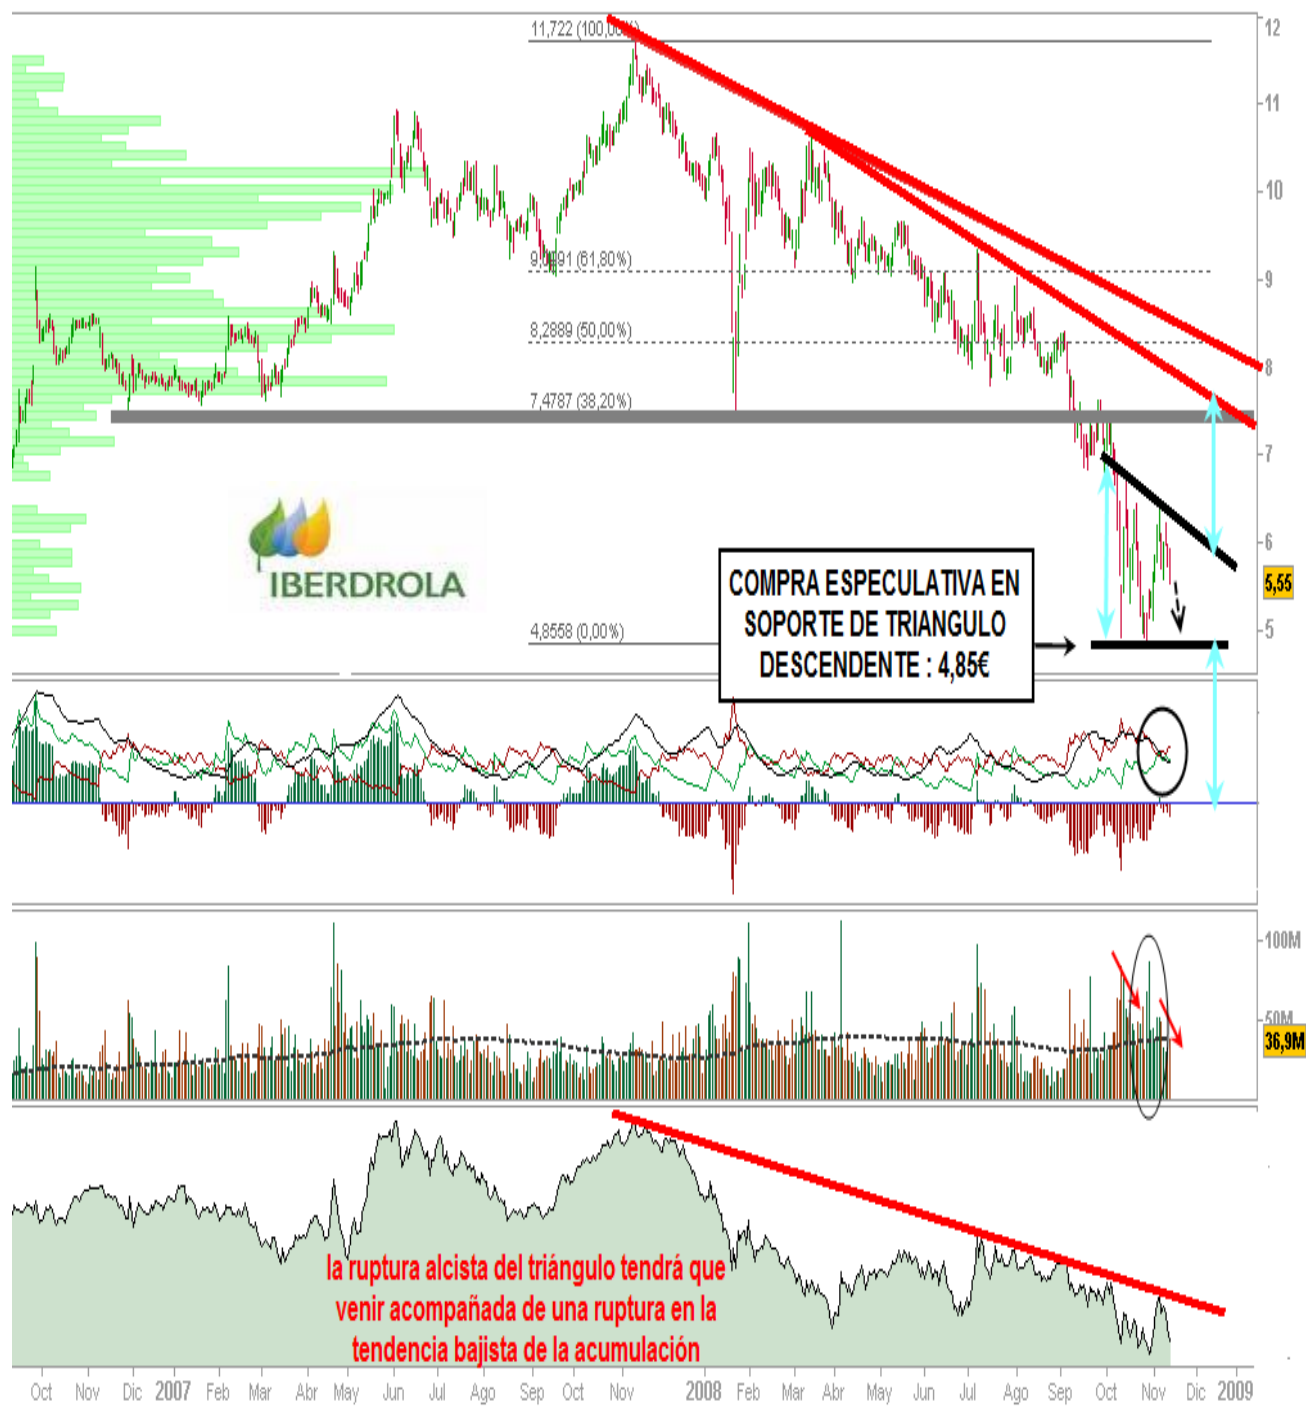 12
11,722 (100,00%)
11
10
9,0991 (61,80%)
9
8,2889 (50,00%)
8
7,4787 (38,20%)
7
6
IBERDROLA
COMPRA ESPECULATIVA EN
SOPORTE DE TRIANGULO
DESCENDENTE : 4,85€
5,55
4,8558 (0,00%)
5
100M
50M
36,9M
la ruptura alcista del triángulo tendrá que
venir acompañada de una ruptura en la
tendencia bajista de la acumulación
Oct Nov Dic 2007 Feb Mar Abr May Jun Jul Ago Sep Oct Nov 2008 Feb Mar Abr May Jun Jul Ago Sep Oct Nov Dic 2009